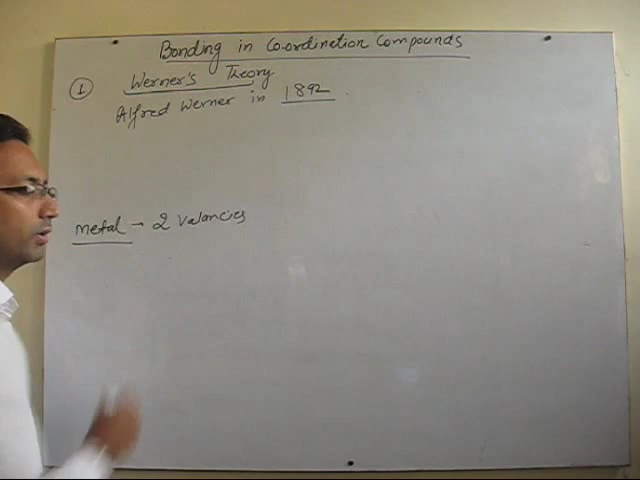 Bonding in Co-ordination Compounds
① Werner's Theory
Alfred Werner in 1892.
Metal → 2 Valancies